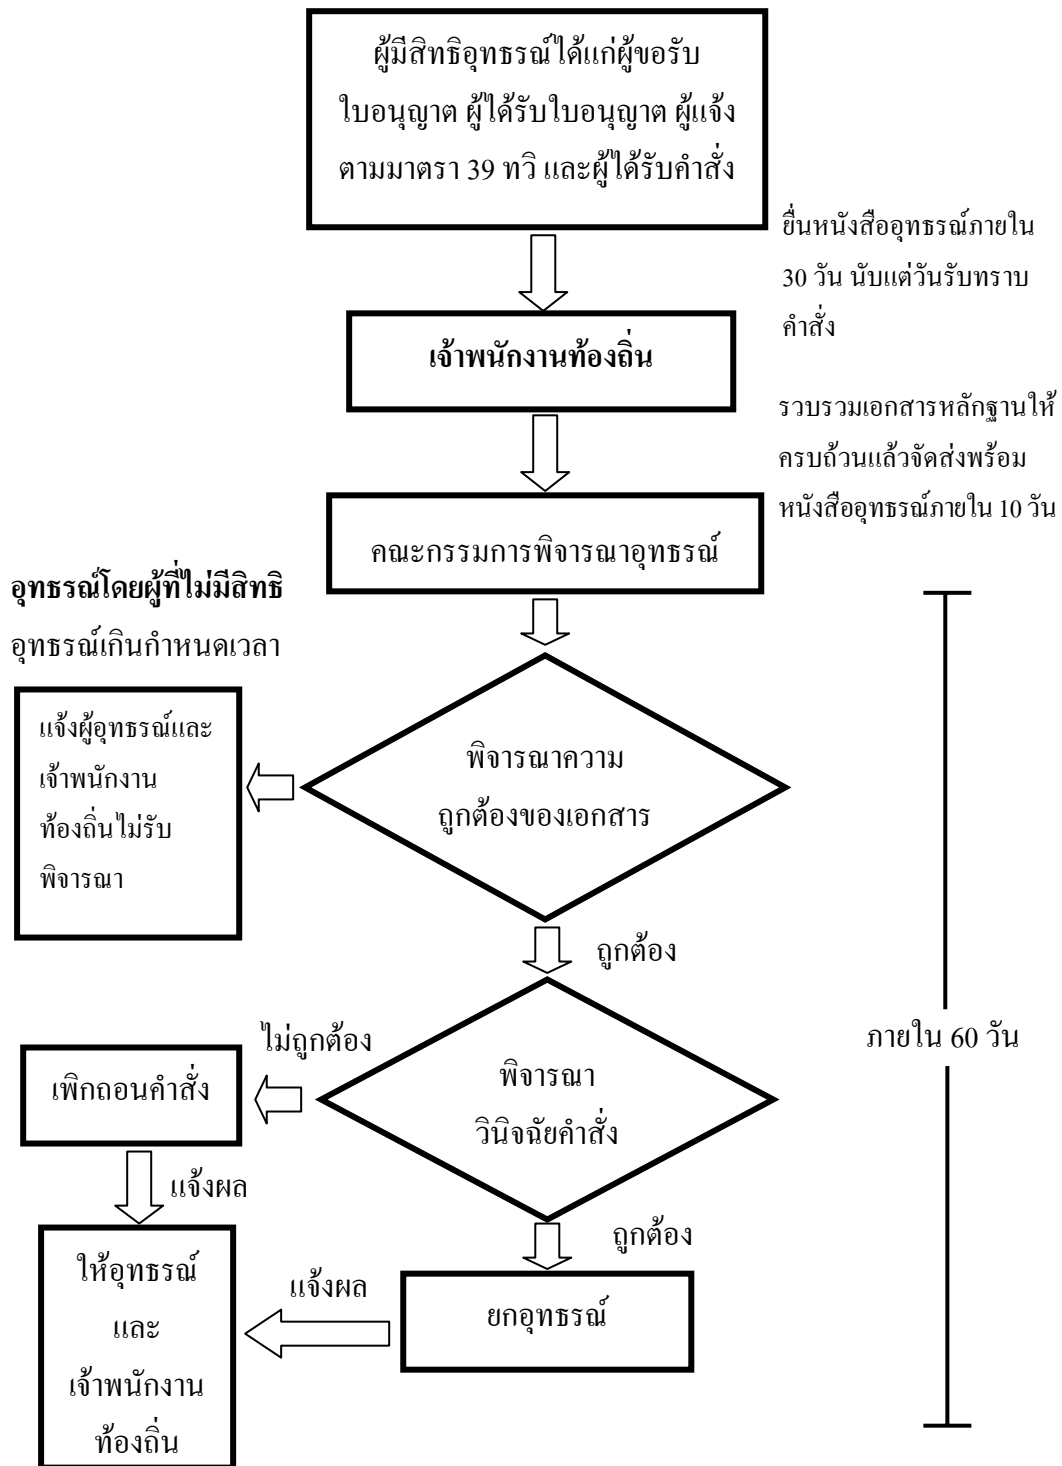 ผู้มีสิทธิอุทธรณ์ได้แก่ผู้ขอรับ
ใบอนุญาต ผู้ได้รับใบอนุญาต ผู้แจ้ง
ตามมาตรา 39 ทวิ และผู้ได้รับคำสั่ง
ยื่นหนังสืออุทธรณ์ภายใน
30 วัน นับแต่วันรับทราบ
คำสั่ง
เจ้าพนักงานท้องถิ่น
รวบรวมเอกสารหลักฐานให้
ครบถ้วนแล้วจัดส่งพร้อม
หนังสืออุทธรณ์ภายใน 10 วัน
คณะกรรมการพิจารณาอุทธรณ์
อุทธรณ์โดยผู้ที่ไม่มีสิทธิ
อุทธรณ์เกินกำหนดเวลา
แจ้งผู้อุทธรณ์และ
เจ้าพนักงาน
ท้องถิ่นไม่รับ
พิจารณา
พิจารณาความ
ถูกต้องของเอกสาร
ถูกต้อง
ภายใน 60 วัน
ไม่ถูกต้อง
เพิกถอนคำสั่ง
พิจารณา
วินิจฉัยคำสั่ง
แจ้งผล
ถูกต้อง
ให้อุทธรณ์
และ
เจ้าพนักงาน
ท้องถิ่น
แจ้งผล
ยกอุทธรณ์